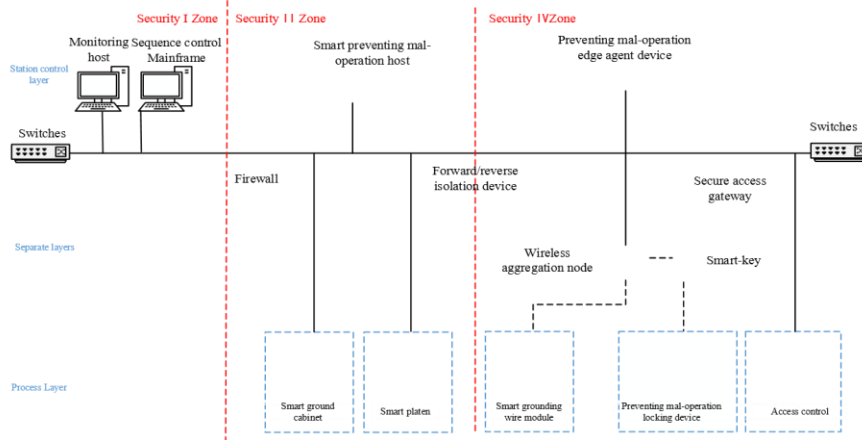 Security I Zone
Security II Zone
Security IVZone
Monitoring
host
Sequence control
Mainframe
Smart preventing mal-
operation host
Preventing mal-operation
edge agent device
Station control
layer
Switches
Switches
Firewall
Forward/reverse
isolation device
Secure access
gateway
Separate layers
Wireless
aggregation node
Smart-key
Process Layer
Smart ground
cabinet
Smart platen
Smart grounding
wire module
Preventing mal-operation
locking device
Access control